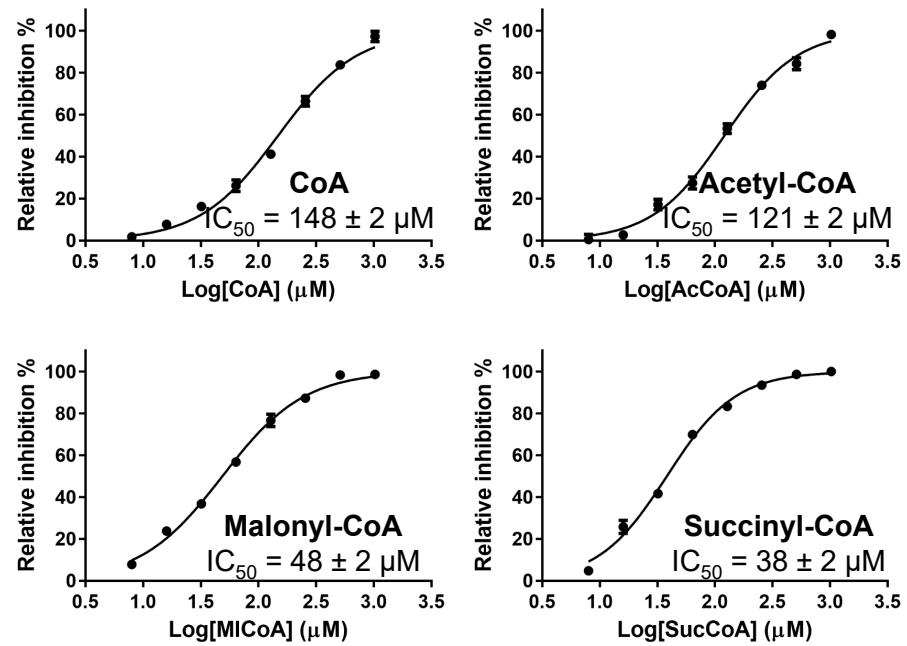 Relative inhibition %
100
80
60
40
20
0
CoA
IC50 = 148 ± 2 μM
0.5 1.0 1.5 2.0 2.5 3.0 3.5
Log[CoA] (μM)
Relative inhibition %
100
80
60
40
20
0
Acetyl-CoA
IC50 = 121 ± 2 μM
0.5 1.0 1.5 2.0 2.5 3.0 3.5
Log[AcCoA] (μM)
Relative inhibition %
100
80
60
40
20
0
Malonyl-CoA
IC50 = 48 ± 2 μM
0.5 1.0 1.5 2.0 2.5 3.0 3.5
Log[MlCoA] (μM)
Relative inhibition %
100
80
60
40
20
0
Succinyl-CoA
IC50 = 38 ± 2 μM
0.5 1.0 1.5 2.0 2.5 3.0 3.5
Log[SucCoA] (μM)